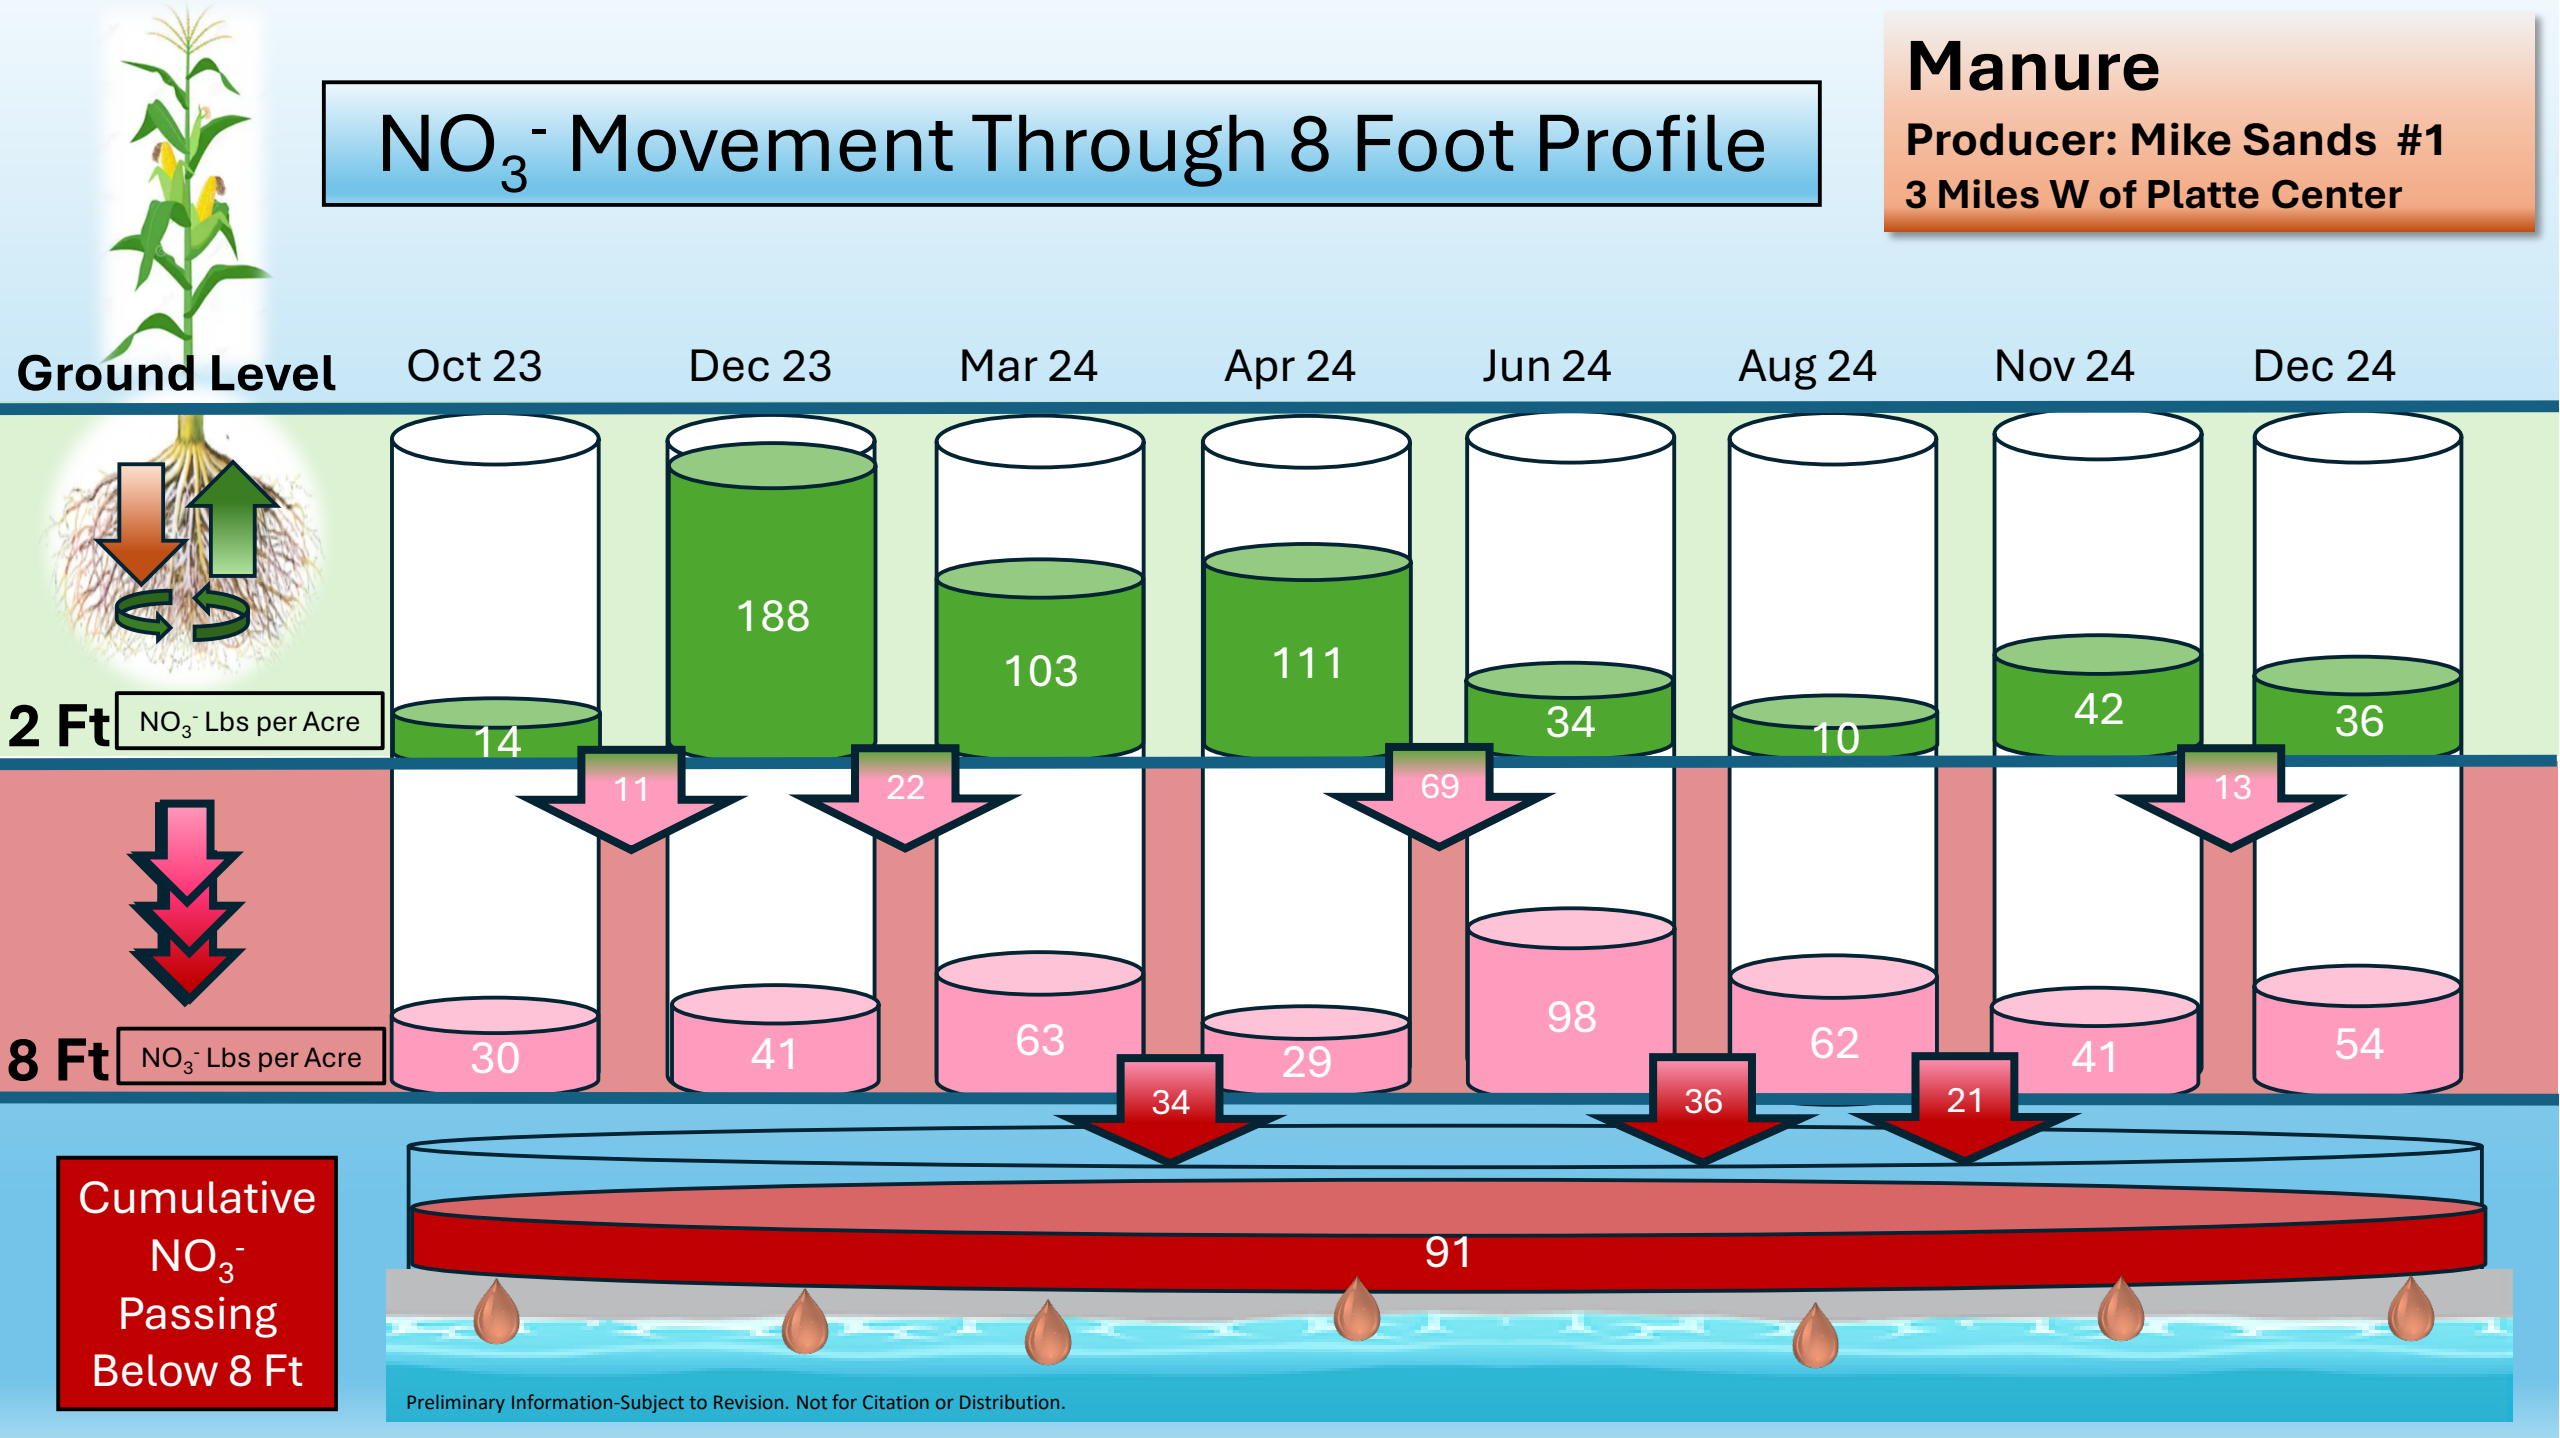 NO₃⁻ Movement Through 8 Foot Profile
Manure
Producer: Mike Sands #1
3 Miles W of Platte Center
Ground Level
Oct 23
Dec 23
Mar 24
Apr 24
Jun 24
Aug 24
Nov 24
Dec 24
14
188
103
111
34
10
42
36
2 Ft
NO₃⁻ Lbs per Acre
11
22
69
13
30
41
63
29
98
62
41
54
8 Ft
NO₃⁻ Lbs per Acre
34
36
21
Cumulative
NO₃⁻
Passing
Below 8 Ft
91
Preliminary Information-Subject to Revision. Not for Citation or Distribution.